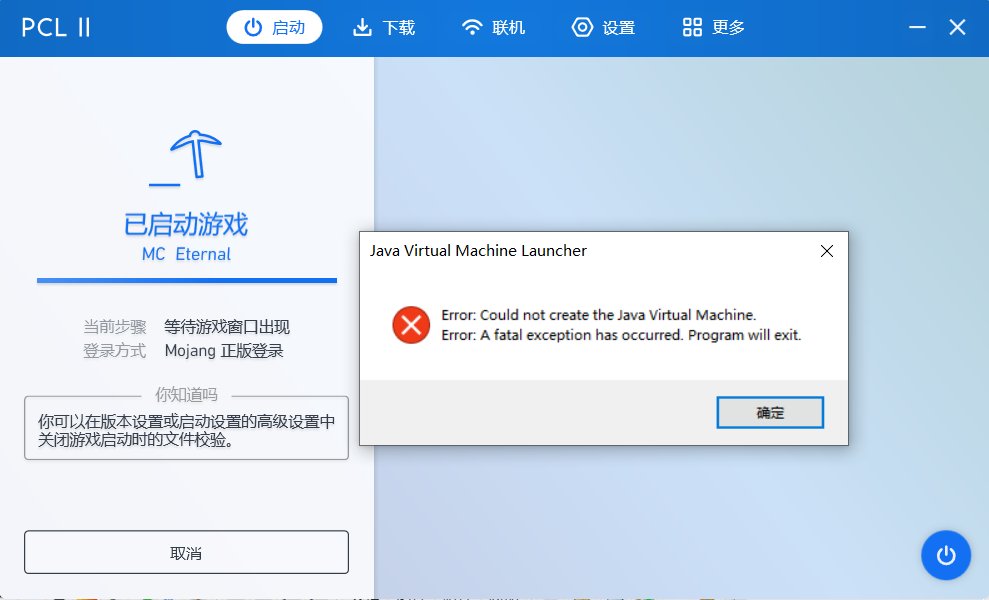 PCL II
启动
下载
联机
设置
更多
已启动游戏
MC Eternal
当前步骤 等待游戏窗口出现
登录方式 Mojang 正版登录
你知道吗
你可以在版本设置或启动设置的高级设置中
关闭游戏启动时的文件校验。
取消
Java Virtual Machine Launcher
Error: Could not create the Java Virtual Machine.
Error: A fatal exception has occurred. Program will exit.
确定